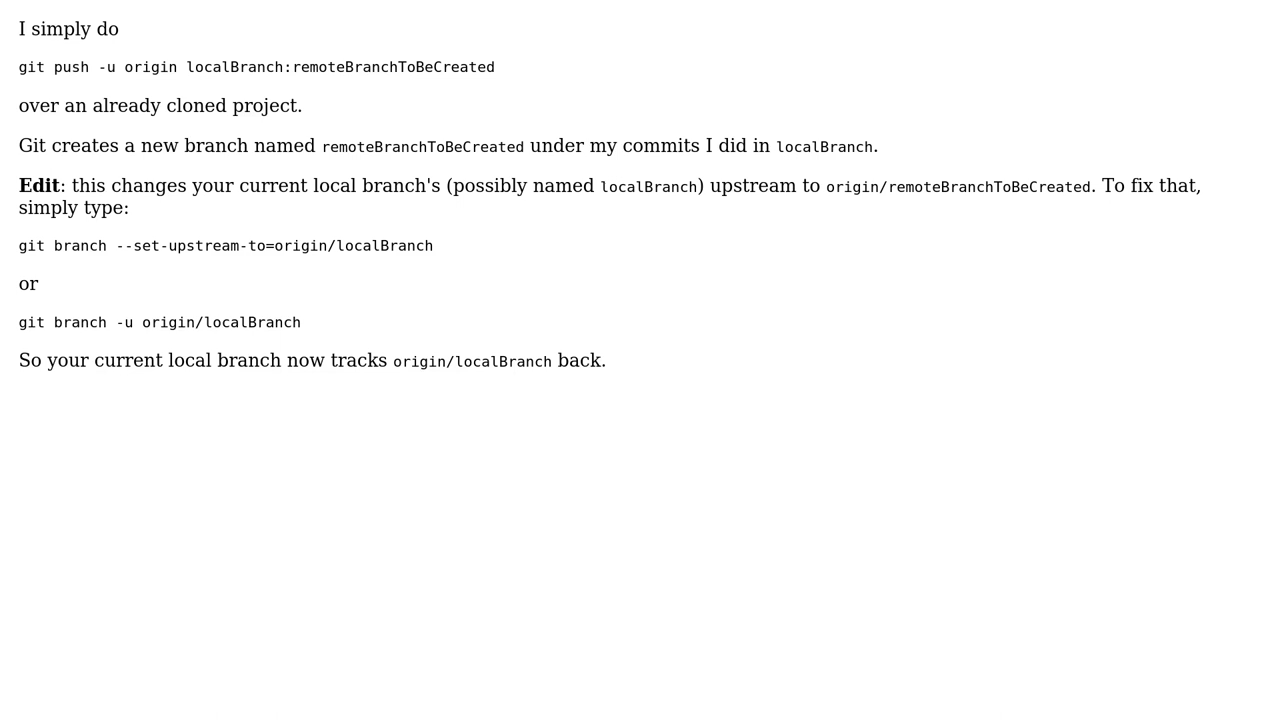 I simply do
git push -u origin localBranch:remoteBranchToBeCreated
over an already cloned project.
Git creates a new branch named remoteBranchToBeCreated under my commits I did in localBranch.
Edit: this changes your current local branch's (possibly named localBranch) upstream to origin/remoteBranchToBeCreated. To fix that,
simply type:
git branch --set-upstream-to=origin/localBranch
or
git branch -u origin/localBranch
So your current local branch now tracks origin/localBranch back.